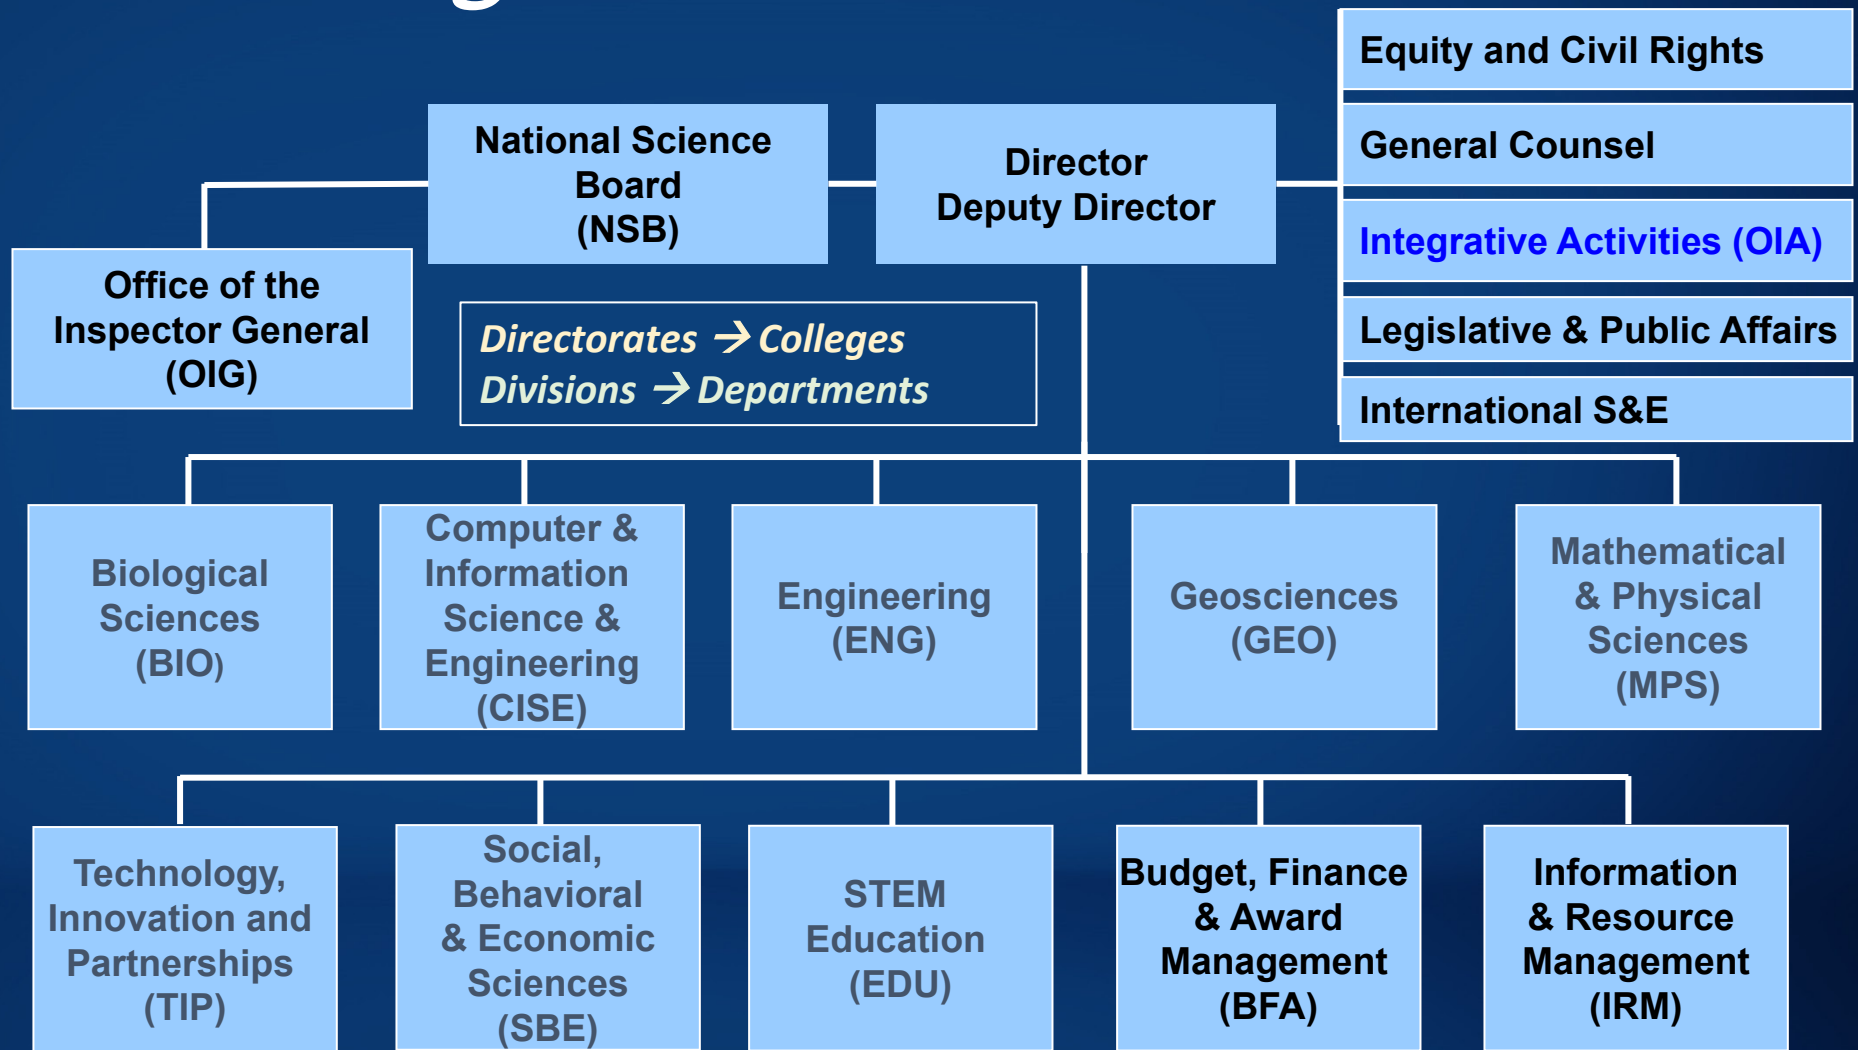 Equity and Civil Rights
National Science
Board
(NSB)
Director
Deputy Director
General Counsel
Integrative Activities (OIA)
Legislative & Public Affairs
International S&E
Office of the
Inspector General
(OIG)
Directorates → Colleges
Divisions → Departments
Biological
Sciences
(BIO)
Computer &
Information
Science &
Engineering
(CISE)
Engineering
(ENG)
Geosciences
(GEO)
Mathematical
& Physical
Sciences
(MPS)
Technology,
Innovation and
Partnerships
(TIP)
Social,
Behavioral
& Economic
Sciences
(SBE)
STEM
Education
(EDU)
Budget, Finance
& Award
Management
(BFA)
Information
& Resource
Management
(IRM)